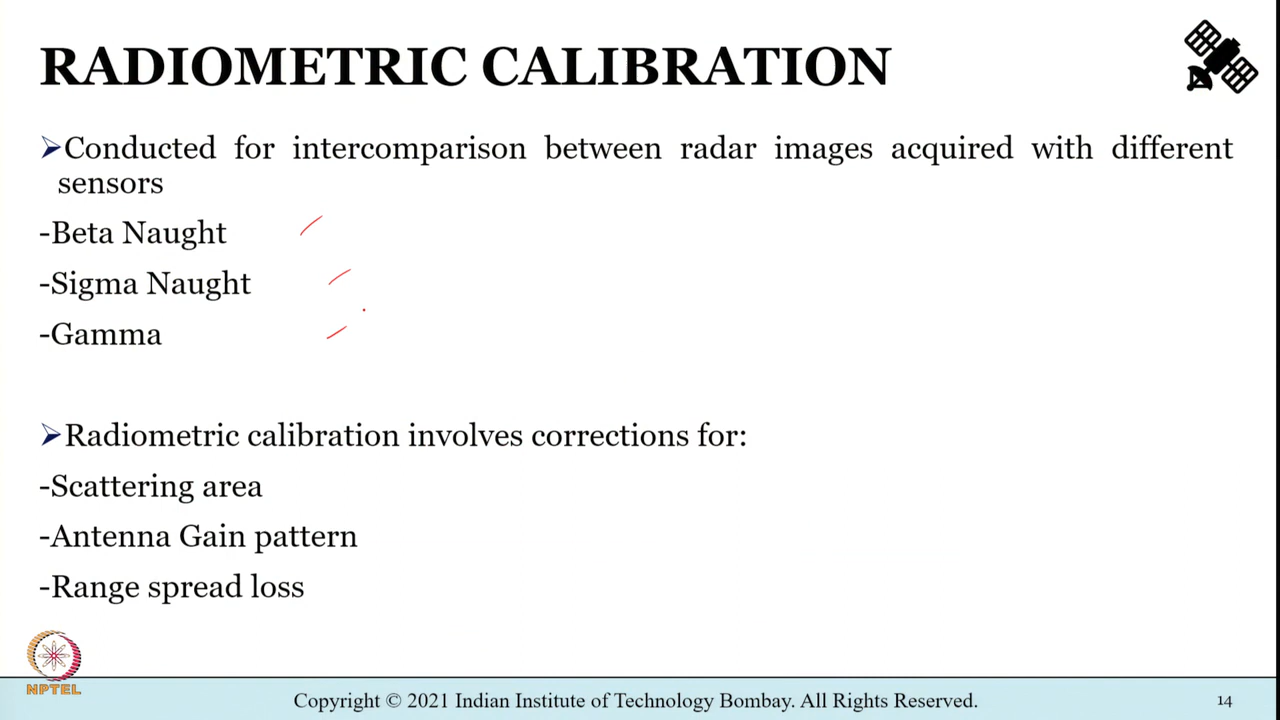 RADIOMETRIC CALIBRATION
➢Conducted for intercomparison between radar images acquired with different
sensors
-Beta Naught
-Sigma Naught
-Gamma
➢Radiometric calibration involves corrections for:
-Scattering area
-Antenna Gain pattern
-Range spread loss
NPTEL
Copyright © 2021 Indian Institute of Technology Bombay. All Rights Reserved.
14